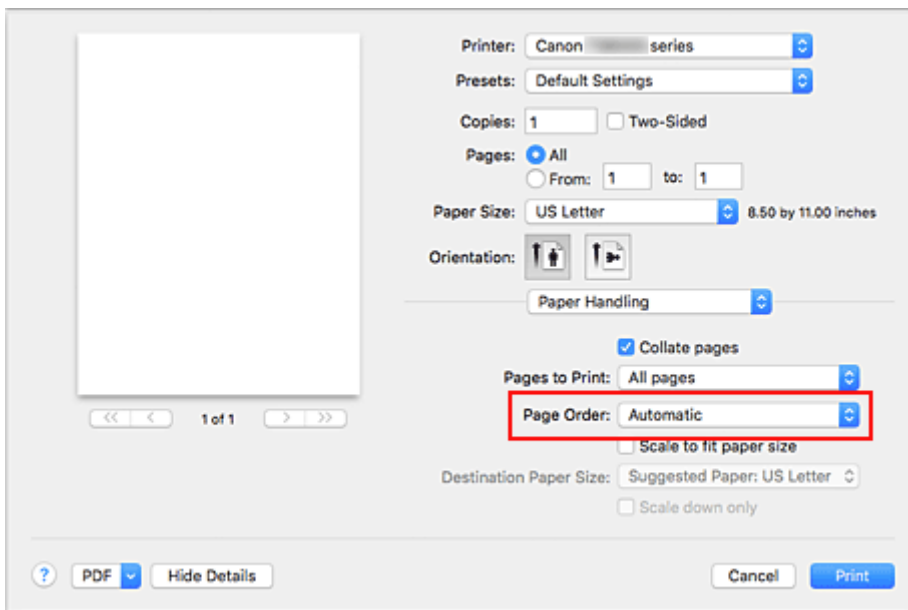 Printer: Canon series
Presets: Default Settings
Copies: 1 Two-Sided
Pages: All
From: 1 to: 1
Paper Size: US Letter 8.50 by 11.00 inches
Orientation:
Paper Handling
Collate pages
Pages to Print: All pages
Page Order: Automatic
<< < 1 of 1 > >>
Scale to fit paper size
Destination Paper Size: Suggested Paper: US Letter
Scale down only
? PDF Hide Details Cancel Print